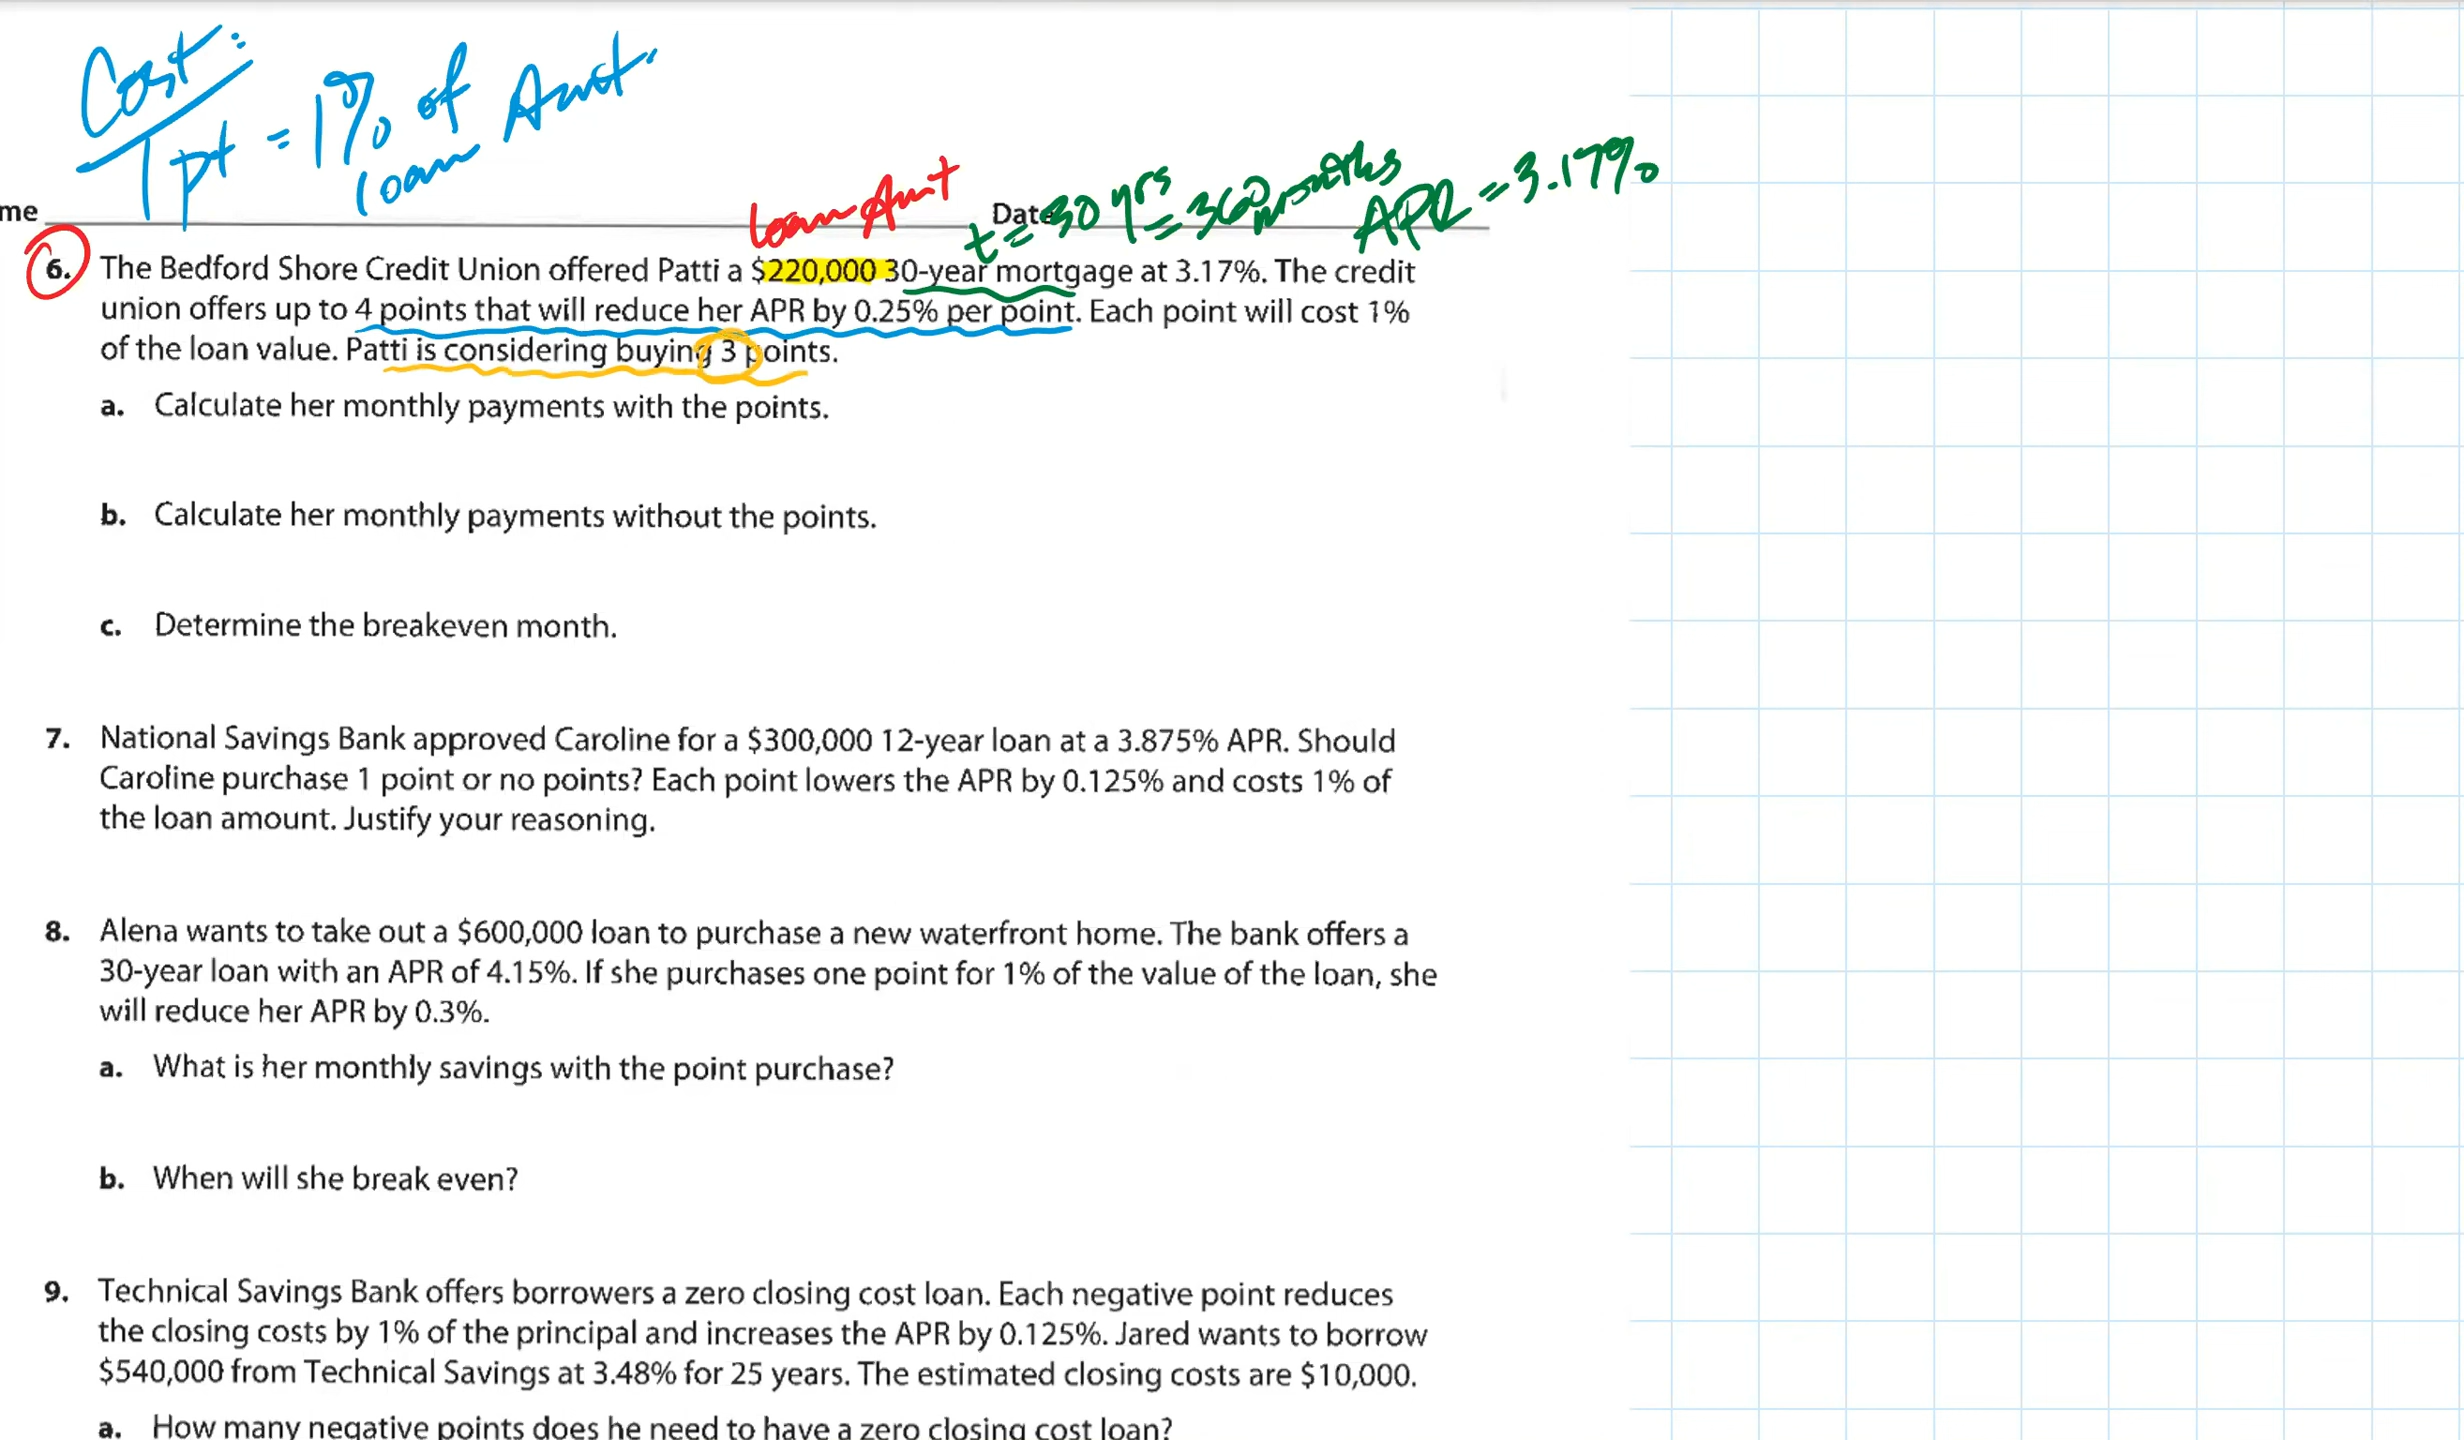 Cost:
1 pt = 1% of loan Amt.
me Date
loan Amt
t = 30 yrs = 360 months
APR = 3.17%
6. The Bedford Shore Credit Union offered Patti a $220,000 30-year mortgage at 3.17%. The credit
union offers up to 4 points that will reduce her APR by 0.25% per point. Each point will cost 1%
of the loan value. Patti is considering buying 3 points.
a. Calculate her monthly payments with the points.
b. Calculate her monthly payments without the points.
c. Determine the breakeven month.
7. National Savings Bank approved Caroline for a $300,000 12-year loan at a 3.875% APR. Should
Caroline purchase 1 point or no points? Each point lowers the APR by 0.125% and costs 1% of
the loan amount. Justify your reasoning.
8. Alena wants to take out a $600,000 loan to purchase a new waterfront home. The bank offers a
30-year loan with an APR of 4.15%. If she purchases one point for 1% of the value of the loan, she
will reduce her APR by 0.3%.
a. What is her monthly savings with the point purchase?
b. When will she break even?
9. Technical Savings Bank offers borrowers a zero closing cost loan. Each negative point reduces
the closing costs by 1% of the principal and increases the APR by 0.125%. Jared wants to borrow
$540,000 from Technical Savings at 3.48% for 25 years. The estimated closing costs are $10,000.
a. How many negative points does he need to have a zero closing cost loan?